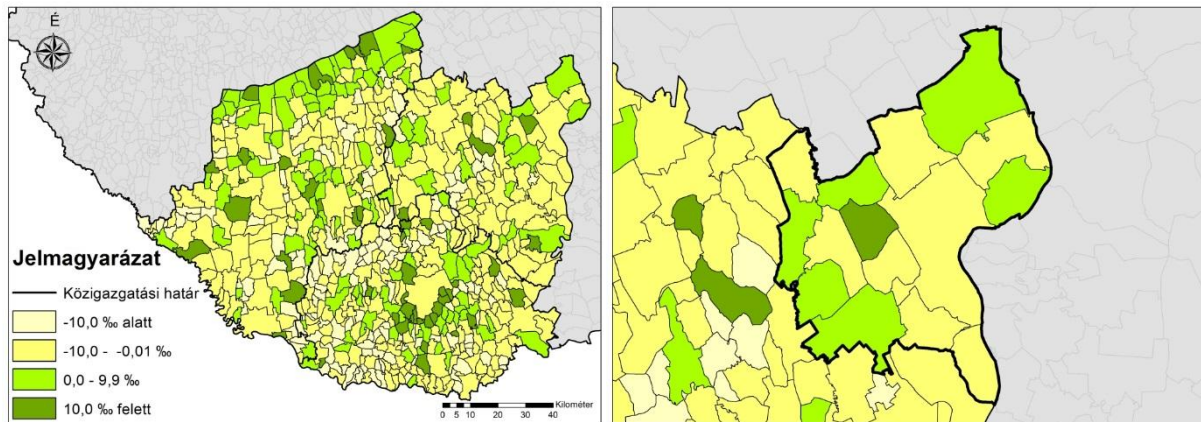 É
Jelmagyarázat
Közigazgatási határ
-10,0 ‰ alatt
-10,0 - -0,01 ‰
0,0 - 9,9 ‰
10,0 ‰ felett
Kilométer
0 5 10 20 30 40